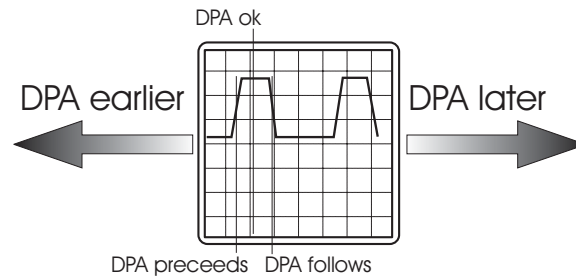 DPA ok
DPA earlier
DPA later
DPA preceeds
DPA follows